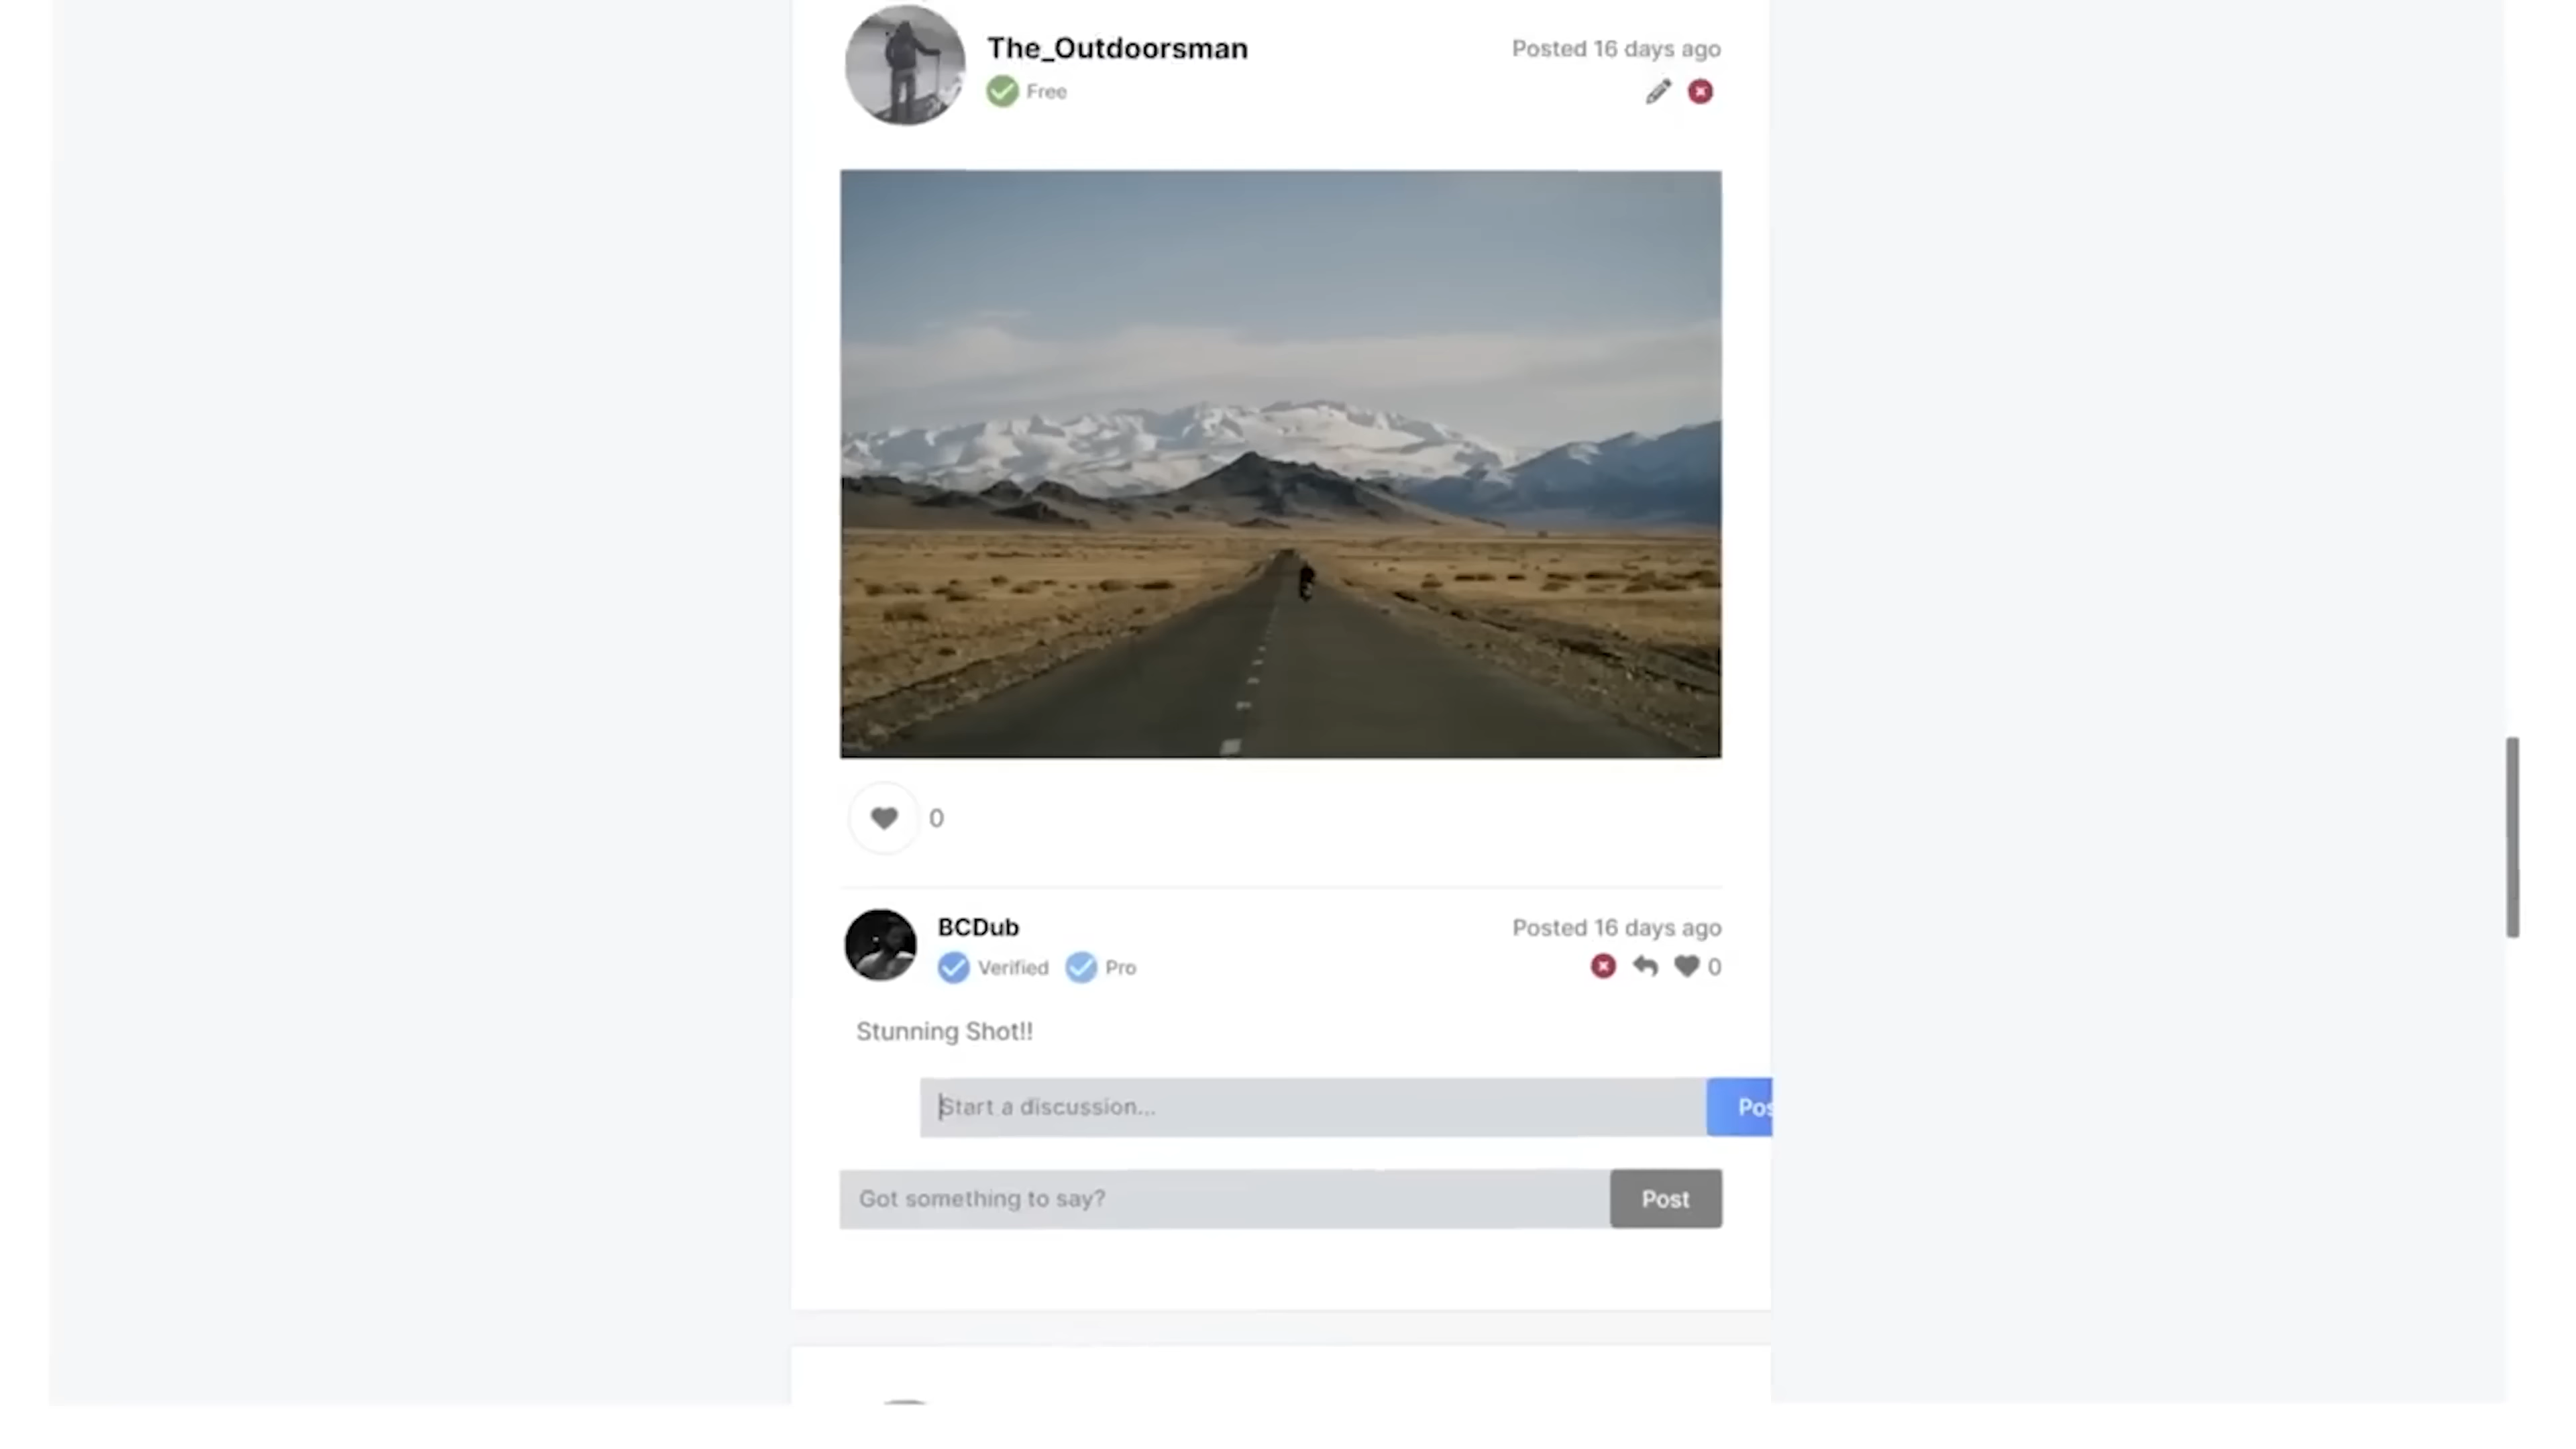 The_Outdoorsman
Posted 16 days ago
Free
0
BCDub
Posted 16 days ago
Verified Pro
0
Stunning Shot!!
Start a discussion...
Pos
Got something to say?
Post